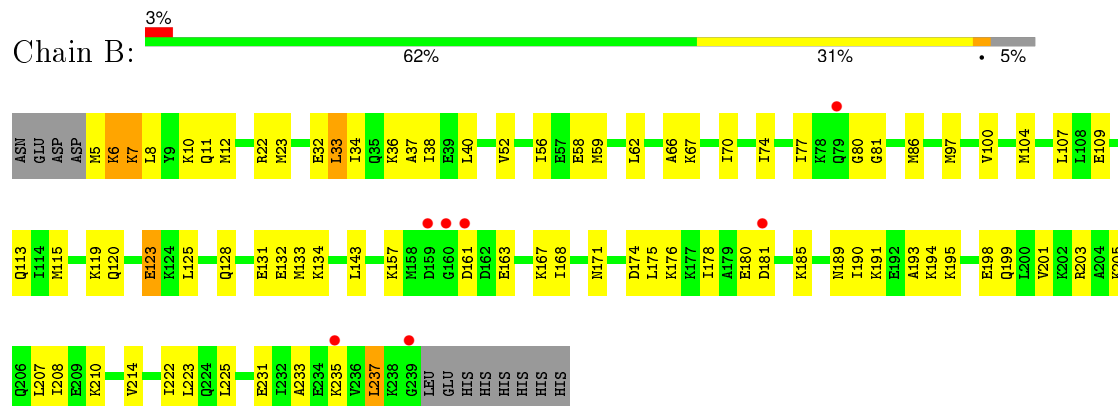 3%
Chain B:
62% 31% • 5%
ASN GLU ASP ASP M5 K6 K7 L8 Y9 K10 Q11 M12 R22 M23 E32 L33 I34 Q35 K36 A37 I38 E39 L40 V52 I56 E57 E58 M59 L62 A66 K67 I70 I74 I77 K78 Q79 G80 G81 M86 M97 V100 M104 L107 L108 E109
Q113 I114 M115 K119 Q120 E123 K124 L125 Q128 E131 E132 M133 K134 L143 K157 M158 D159 G160 D161 D162 E163 K167 I168 N171 D174 L175 K176 K177 I178 A179 E180 D181 K185 N189 I190 K191 E192 A193 K194 K195 E198 Q199 L200 V201 K202 R203 A204 K205
Q206 L207 I208 E209 K210 V214 I222 L223 Q224 L225 E231 I232 A233 E234 K235 V236 L237 K238 G239 LEU GLU HIS HIS HIS HIS HIS HIS